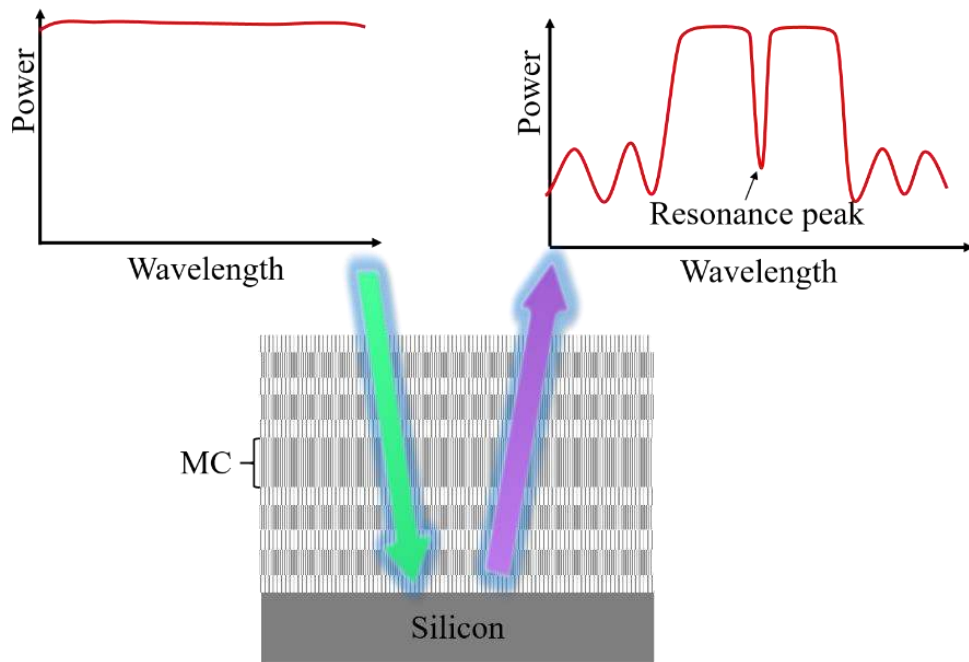 Power
Wavelength
Power
Resonance peak
Wavelength
MC
Silicon